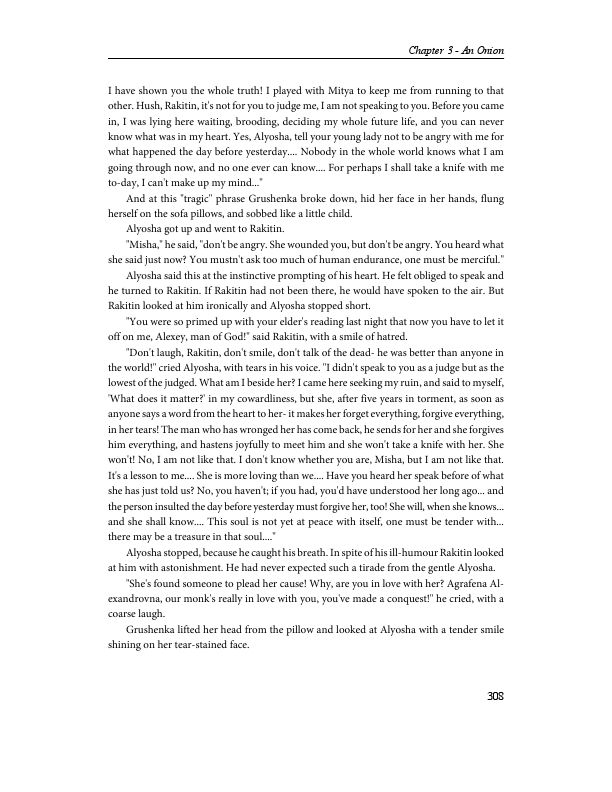 Chapter 3 - An Onion
I have shown you the whole truth! I played with Mitya to keep me from running to that
other. Hush, Rakitin, it's not for you to judge me, I am not speaking to you. Before you came
in, I was lying here waiting, brooding, deciding my whole future life, and you can never
know what was in my heart. Yes, Alyosha, tell your young lady not to be angry with me for
what happened the day before yesterday.... Nobody in the whole world knows what I am
going through now, and no one ever can know.... For perhaps I shall take a knife with me
to-day, I can't make up my mind..."
And at this "tragic" phrase Grushenka broke down, hid her face in her hands, flung
herself on the sofa pillows, and sobbed like a little child.
Alyosha got up and went to Rakitin.
"Misha," he said, "don't be angry. She wounded you, but don't be angry. You heard what
she said just now? You mustn't ask too much of human endurance, one must be merciful."
Alyosha said this at the instinctive prompting of his heart. He felt obliged to speak and
he turned to Rakitin. If Rakitin had not been there, he would have spoken to the air. But
Rakitin looked at him ironically and Alyosha stopped short.
"You were so primed up with your elder's reading last night that now you have to let it
off on me, Alexey, man of God!" said Rakitin, with a smile of hatred.
"Don't laugh, Rakitin, don't smile, don't talk of the dead- he was better than anyone in
the world!" cried Alyosha, with tears in his voice. "I didn't speak to you as a judge but as the
lowest of the judged. What am I beside her? I came here seeking my ruin, and said to myself,
'What does it matter?' in my cowardliness, but she, after five years in torment, as soon as
anyone says a word from the heart to her- it makes her forget everything, forgive everything,
in her tears! The man who has wronged her has come back, he sends for her and she forgives
him everything, and hastens joyfully to meet him and she won't take a knife with her. She
won't! No, I am not like that. I don't know whether you are, Misha, but I am not like that.
It's a lesson to me.... She is more loving than we.... Have you heard her speak before of what
she has just told us? No, you haven't; if you had, you'd have understood her long ago... and
the person insulted the day before yesterday must forgive her, too! She will, when she knows...
and she shall know.... This soul is not yet at peace with itself, one must be tender with...
there may be a treasure in that soul...."
Alyosha stopped, because he caught his breath. In spite of his ill-humour Rakitin looked
at him with astonishment. He had never expected such a tirade from the gentle Alyosha.
"She's found someone to plead her cause! Why, are you in love with her? Agrafena Al-
exandrovna, our monk's really in love with you, you've made a conquest!" he cried, with a
coarse laugh.
Grushenka lifted her head from the pillow and looked at Alyosha with a tender smile
shining on her tear-stained face.
308